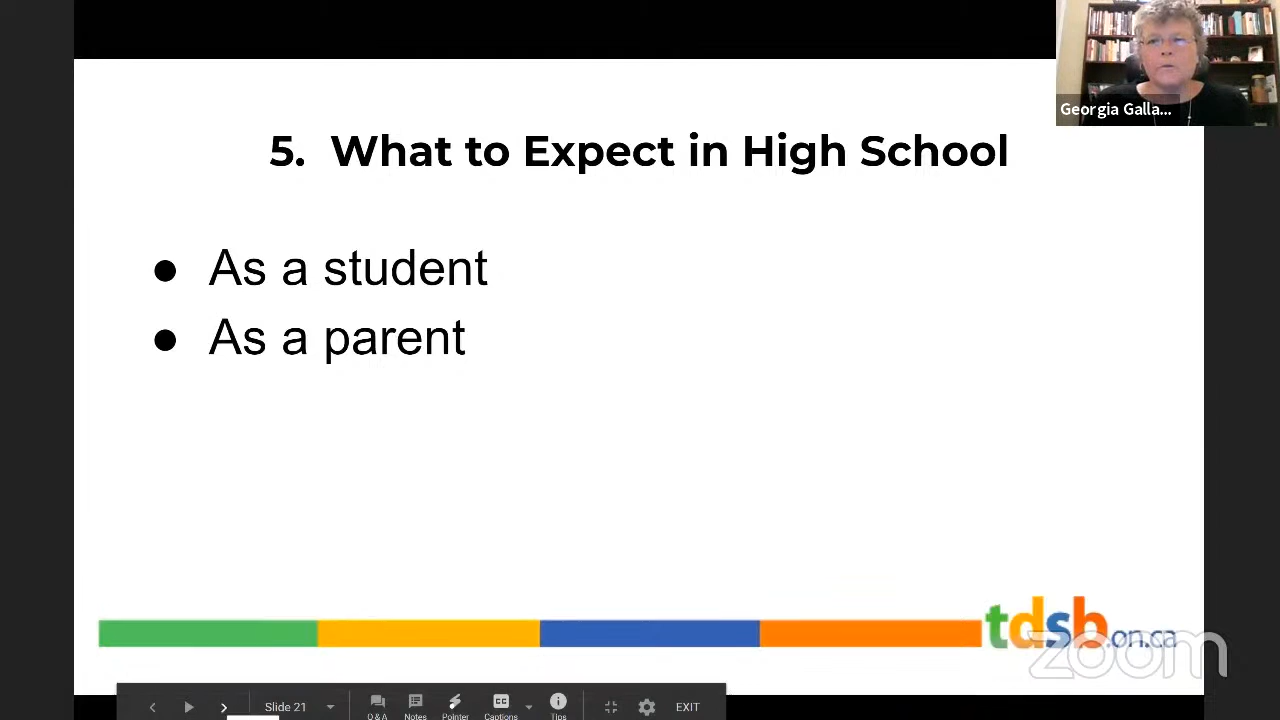 Georgia Galla...
5. What to Expect in High School
● As a student
● As a parent
tdsb.on.ca
zoom
Slide 21
Q & A
Notes
Pointer
Captions
Tips
EXIT